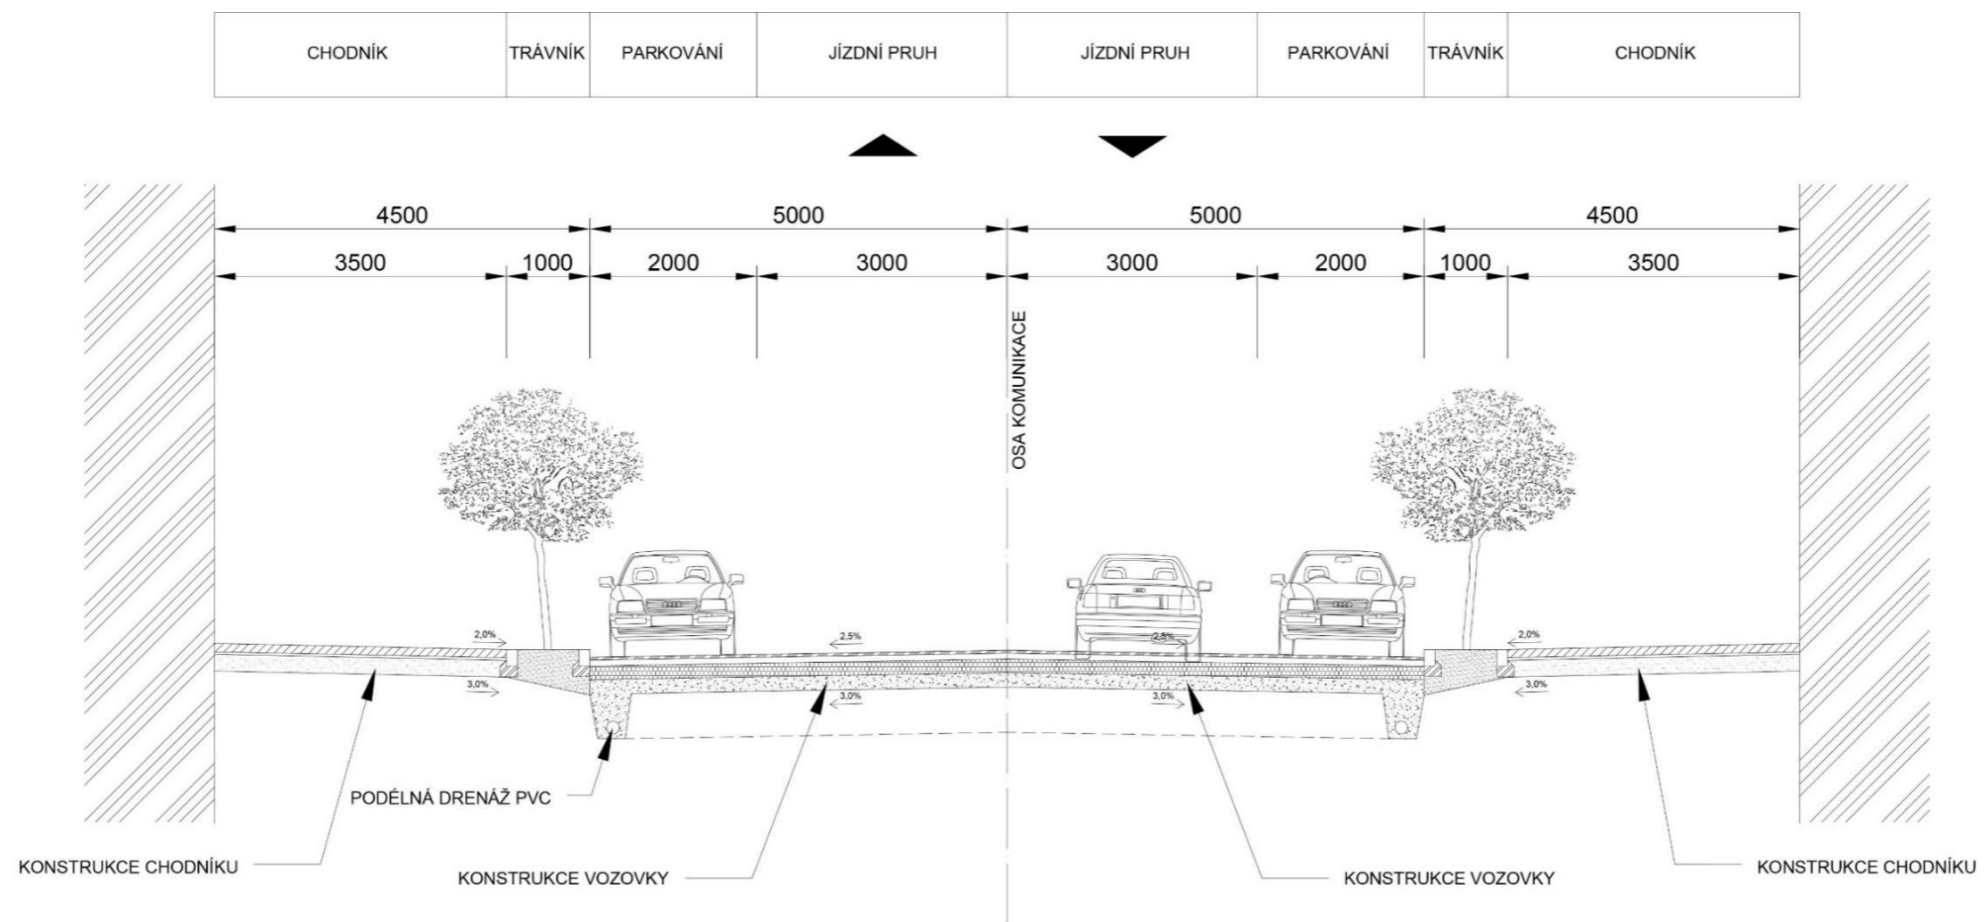 CHODNÍK TRÁVNÍK PARKOVÁNÍ JÍZDNÍ PRUH JÍZDNÍ PRUH PARKOVÁNÍ TRÁVNÍK CHODNÍK
4500 5000 5000 4500
3500 1000 2000 3000 3000 2000 1000 3500
OSA KOMUNIKACE
2,0% 2,5% 2,5% 2,0%
3,0% 3,0% 3,0% 3,0%
PODÉLNÁ DRENÁŽ PVC
KONSTRUKCE CHODNÍKU KONSTRUKCE VOZOVKY KONSTRUKCE VOZOVKY KONSTRUKCE CHODNÍKU